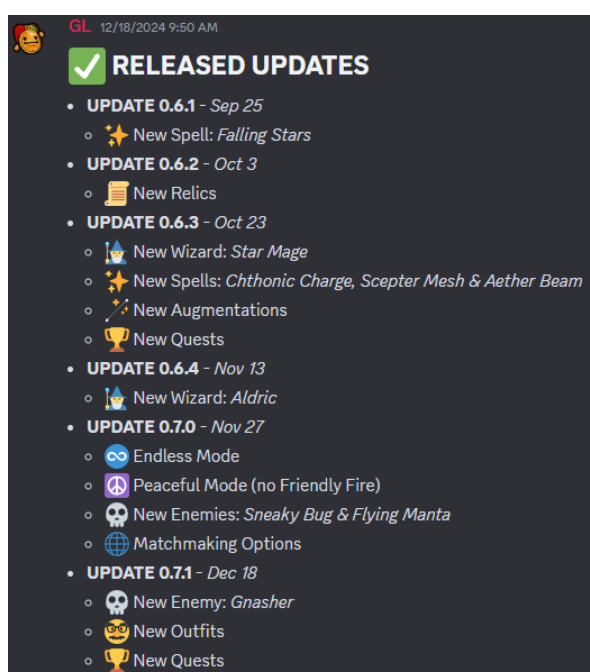 GL 12/18/2024 9:50 AM
✅ RELEASED UPDATES
• UPDATE 0.6.1 - Sep 25
◦ ✨ New Spell: Falling Stars
• UPDATE 0.6.2 - Oct 3
◦ 📜 New Relics
• UPDATE 0.6.3 - Oct 23
◦ 🧙‍♂️ New Wizard: Star Mage
◦ ✨ New Spells: Chthonic Charge, Scepter Mesh & Aether Beam
◦ 🪄 New Augmentations
◦ 🏆 New Quests
• UPDATE 0.6.4 - Nov 13
◦ 🧙‍♂️ New Wizard: Aldric
• UPDATE 0.7.0 - Nov 27
◦ ♾️ Endless Mode
◦ ☮️ Peaceful Mode (no Friendly Fire)
◦ 💀 New Enemies: Sneaky Bug & Flying Manta
◦ 🌐 Matchmaking Options
• UPDATE 0.7.1 - Dec 18
◦ 💀 New Enemy: Gnasher
◦ 🥸 New Outfits
◦ 🏆 New Quests